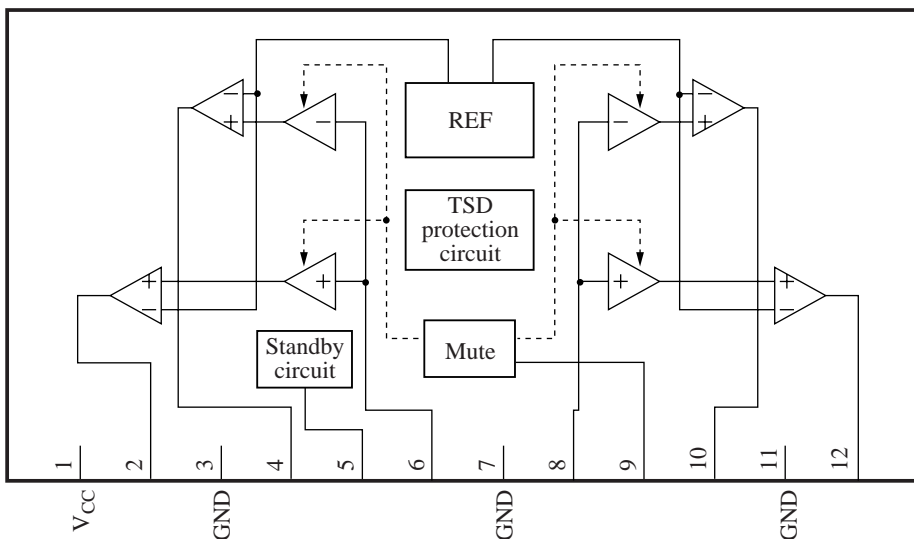 REF
− − − −
+ − − +
TSD
protection
circuit
+ + + +
− −
Standby
circuit
Mute
1 2 3 4 5 6 7 8 9 10 11 12
VCC GND GND GND